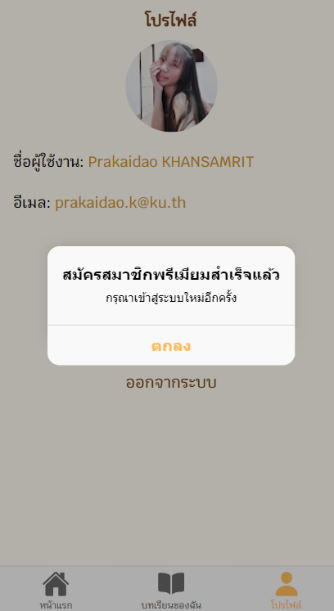 โปรไฟล์
ชื่อผู้ใช้งาน: Prakaidao KHANSAMRIT
อีเมล: prakaidao.k@ku.th
สมัครสมาชิกพรีเมียมสำเร็จแล้ว
กรุณาเข้าสู่ระบบใหม่อีกครั้ง
ตกลง
ออกจากระบบ
หน้าแรก
บทเรียนของฉัน
โปรไฟล์